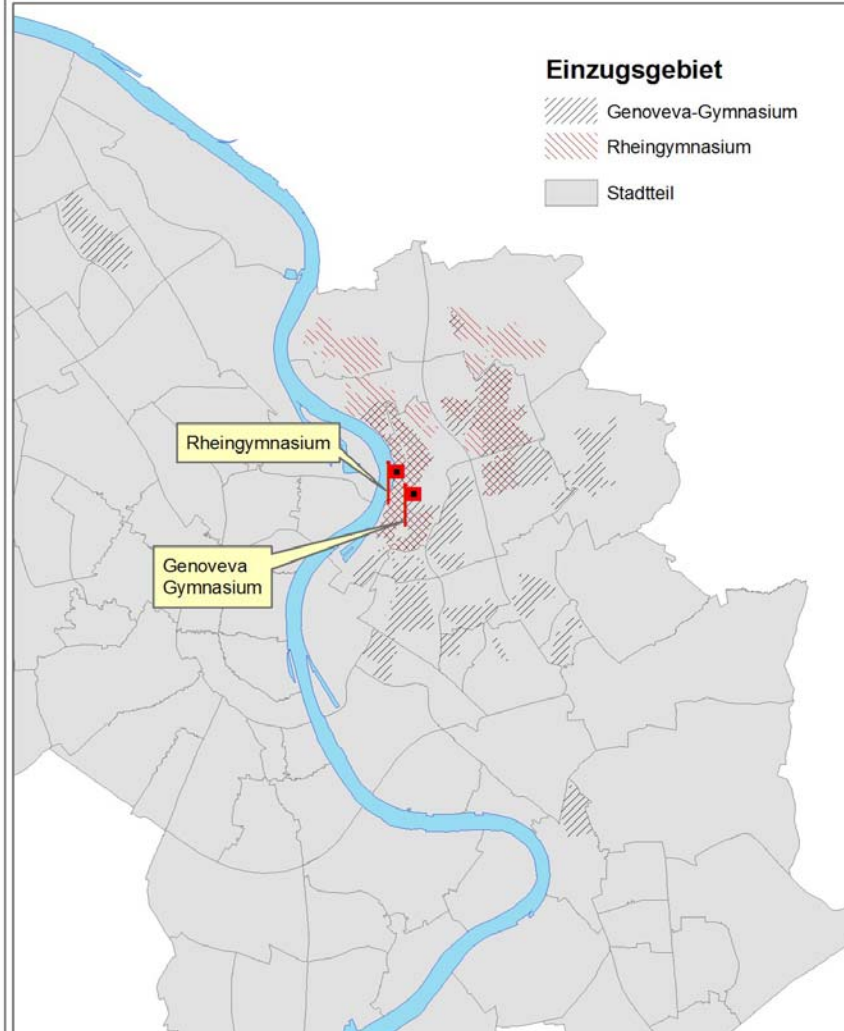 Einzugsgebiet
Genoveva-Gymnasium
Rheingymnasium
Stadtteil
Rheingymnasium
Genoveva
Gymnasium